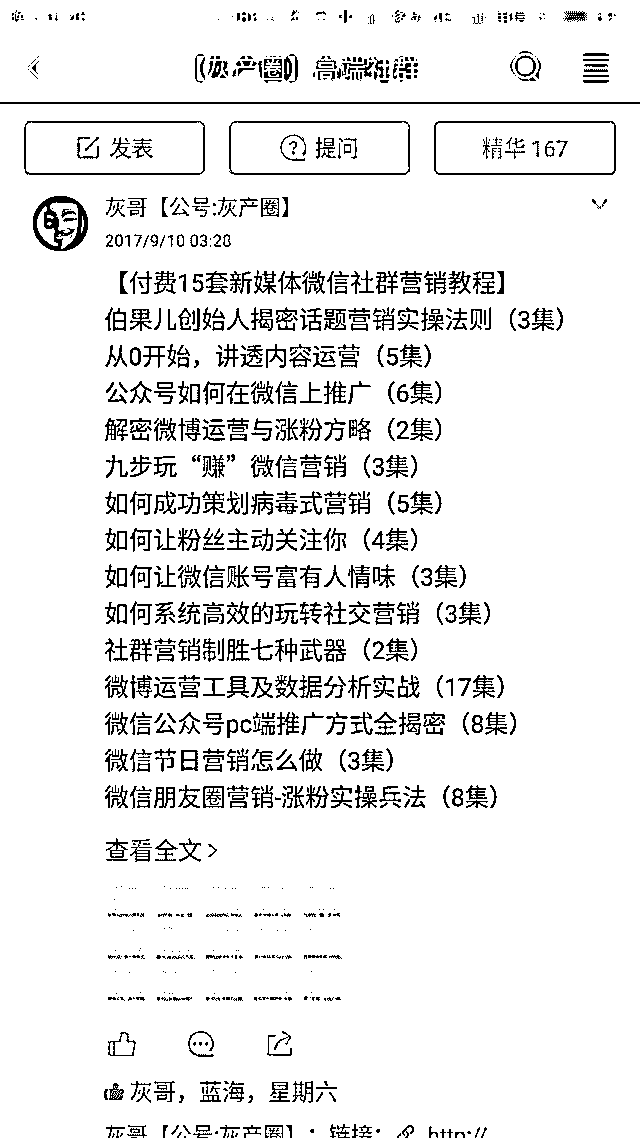 【灰产圈】高端社群
发表
提问
精华 167
灰哥【公号:灰产圈】
2017/9/10 03:28
【付费15套新媒体微信社群营销教程】
伯果儿创始人揭密话题营销实操法则（3集）
从0开始，讲透内容运营（5集）
公众号如何在微信上推广（6集）
解密微博运营与涨粉方略（2集）
九步玩“赚”微信营销（3集）
如何成功策划病毒式营销（5集）
如何让粉丝主动关注你（4集）
如何让微信账号富有人情味（3集）
如何系统高效的玩转社交营销（3集）
社群营销制胜七种武器（2集）
微博运营工具及数据分析实战（17集）
微信公众号pc端推广方式全揭密（8集）
微信节日营销怎么做（3集）
微信朋友圈营销-涨粉实操兵法（8集）
查看全文>
灰哥，蓝海，星期六
灰哥【公号:灰产圈】：链接： http://